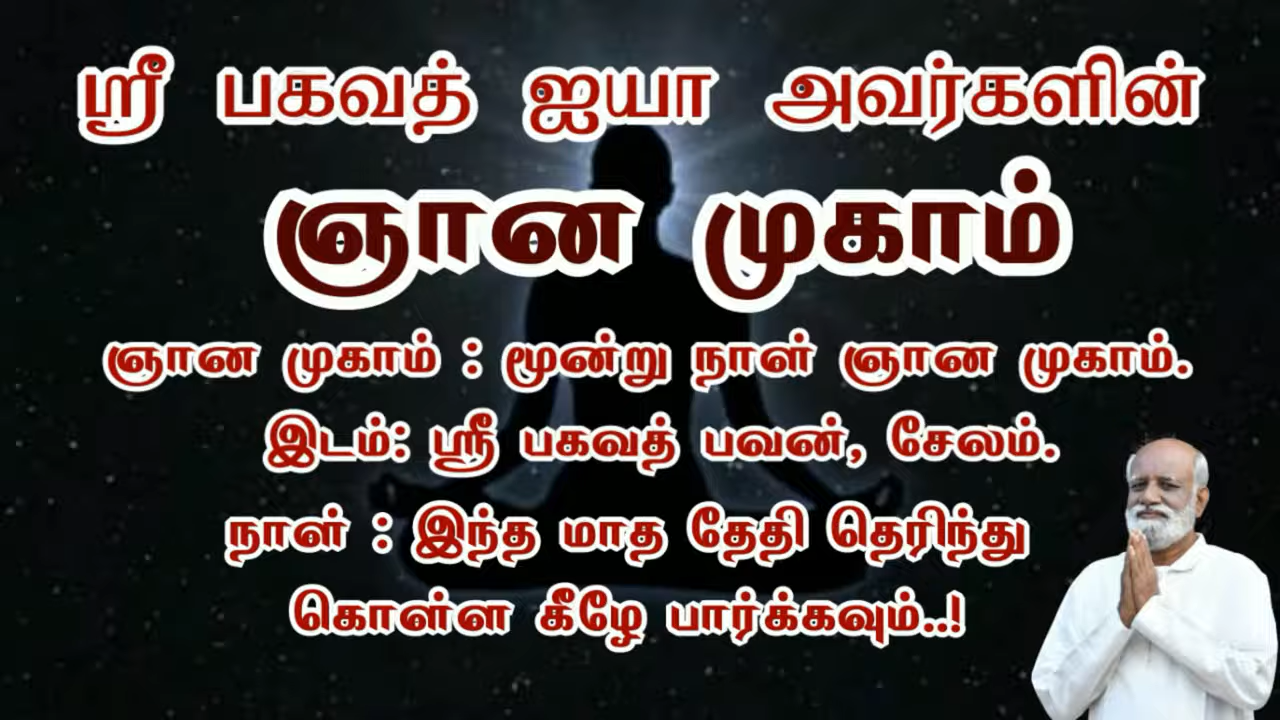 ஸ்ரீ பகவத் ஐயா அவர்களின்
ஞான முகாம்
ஞான முகாம் : மூன்று நாள் ஞான முகாம்.
இடம்: ஸ்ரீ பகவத் பவன், சேலம்.
நாள் : இந்த மாத தேதி தெரிந்து
கொள்ள கீழே பார்க்கவும்..!